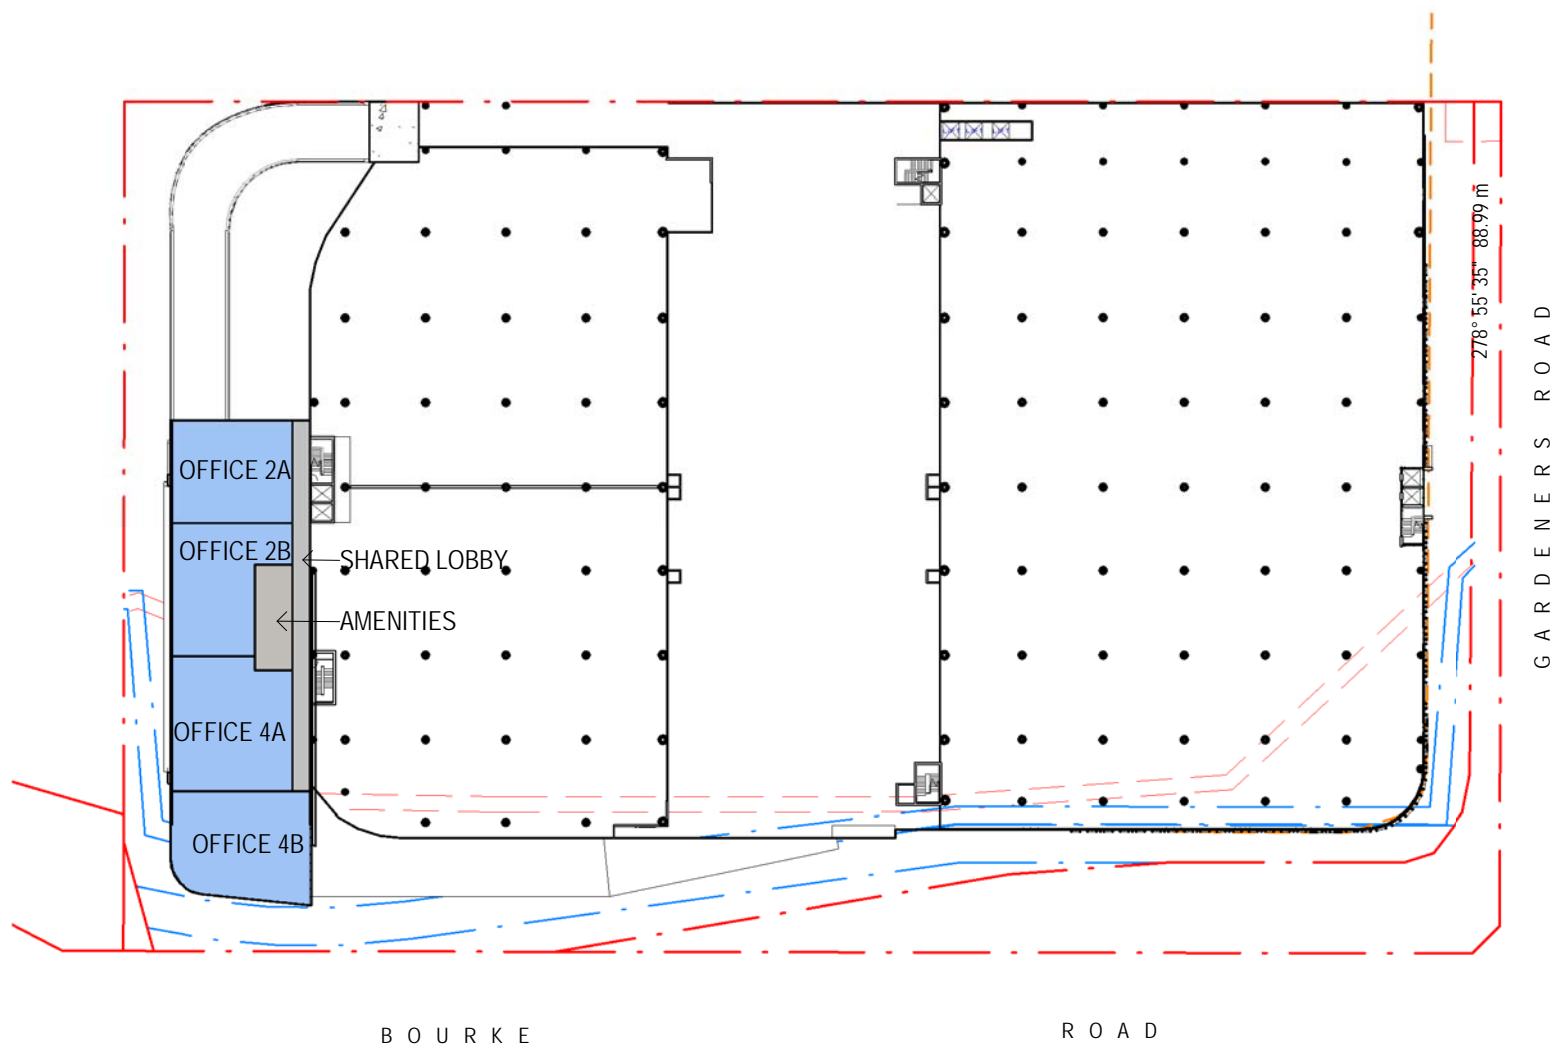 278° 55' 35" 88.99 m
GARDENERS ROAD
OFFICE 2A
OFFICE 2B
SHARED LOBBY
AMENITIES
OFFICE 4A
OFFICE 4B
BOURKE ROAD